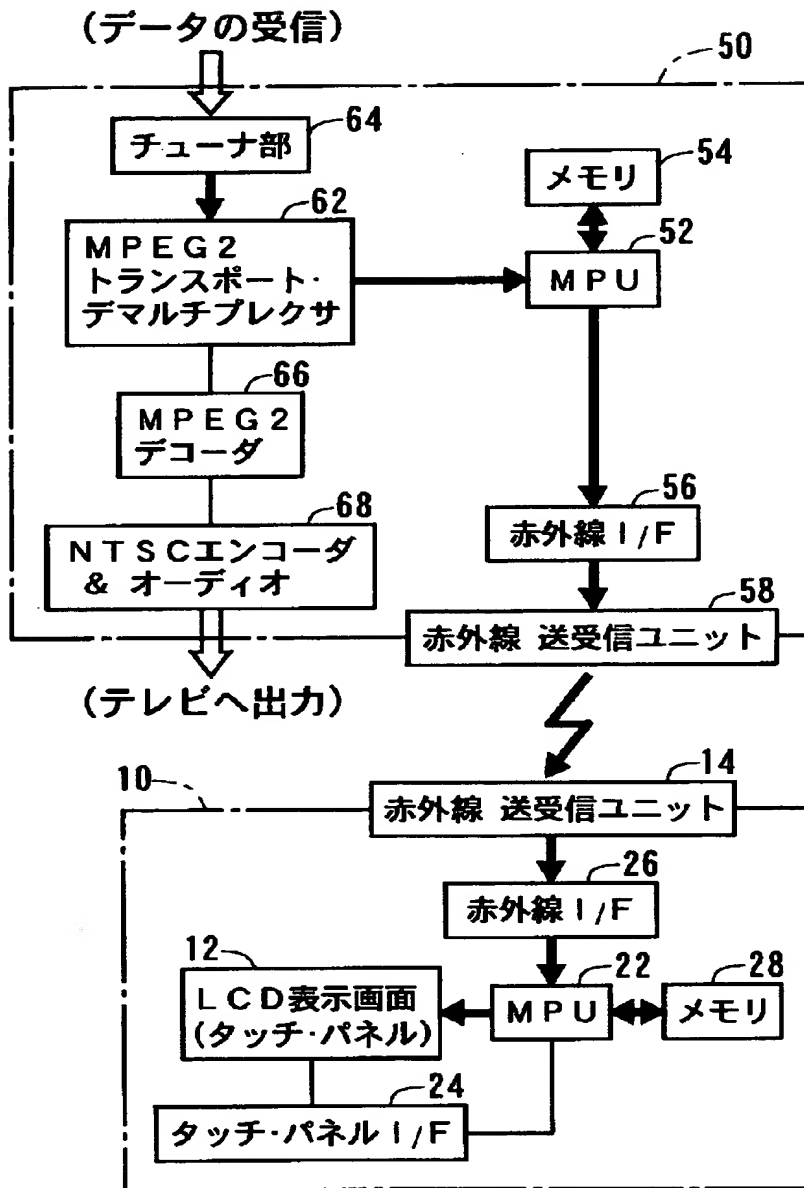 (データの受信)
50
64
チューナ部
54
メモリ
62
52
MPEG2
トランスポート・
デマルチプレクサ
MPU
66
MPEG2
デコーダ
56
赤外線I/F
68
NTSCエンコーダ
& オーディオ
58
赤外線 送受信ユニット
(テレビへ出力)
10
14
赤外線 送受信ユニット
26
赤外線I/F
12
22
28
LCD表示画面
(タッチ・パネル)
MPU
メモリ
24
タッチ・パネルI/F